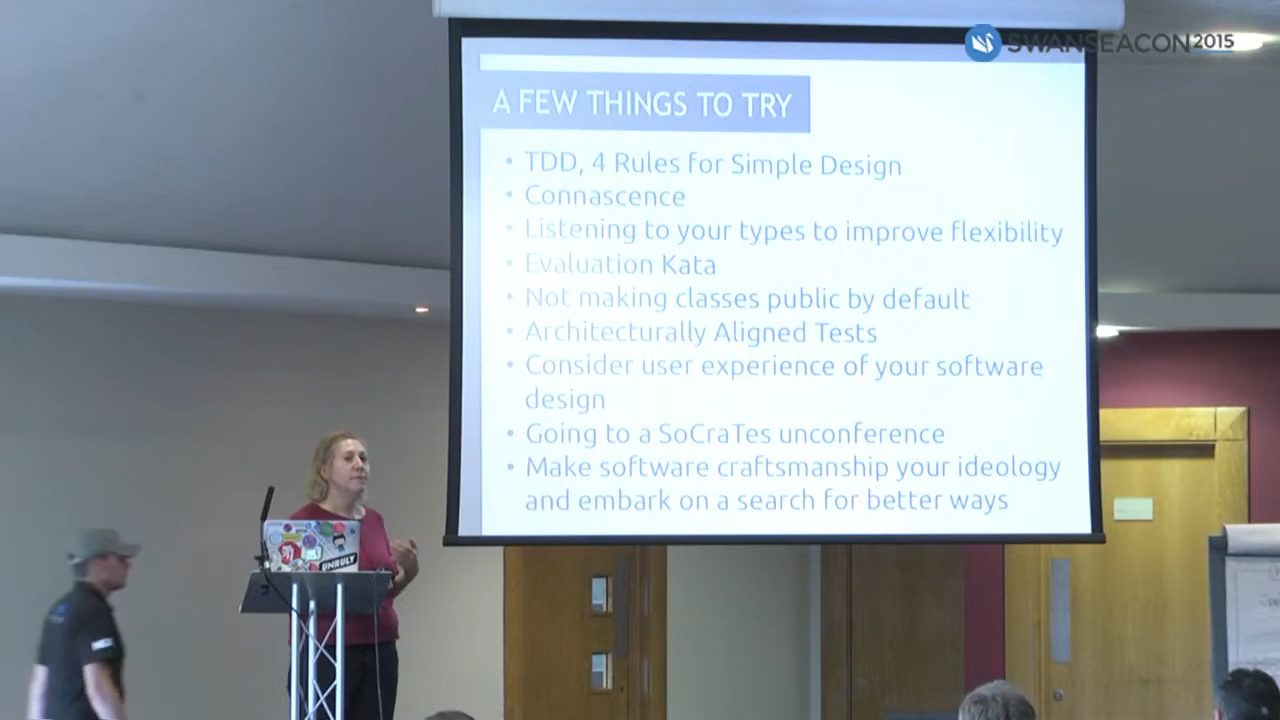 SWANSEACON2015
A FEW THINGS TO TRY
• TDD, 4 Rules for Simple Design
• Connascence
• Listening to your types to improve flexibility
• Evaluation Kata
• Not making classes public by default
• Architecturally Aligned Tests
• Consider user experience of your software
design
• Going to a SoCraTes unconference
• Make software craftsmanship your ideology
and embark on a search for better ways
UNRULY